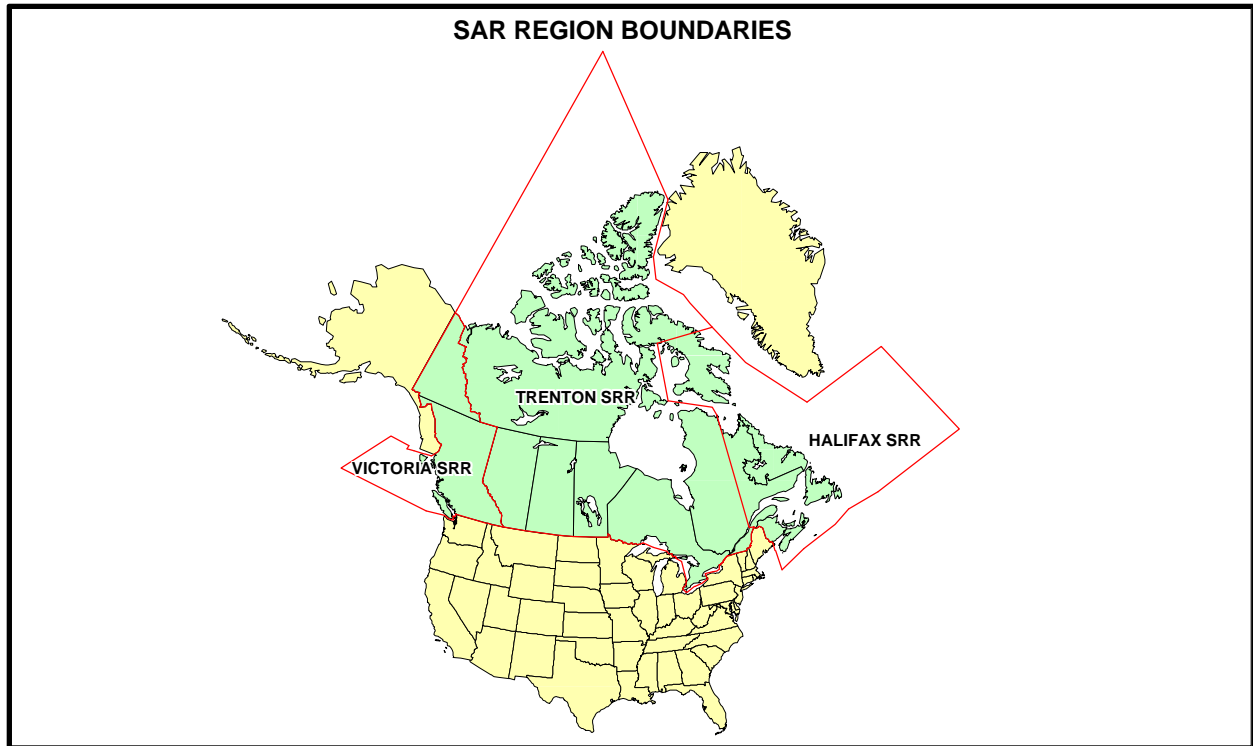 SAR REGION BOUNDARIES
TRENTON SRR
HALIFAX SRR
VICTORIA SRR